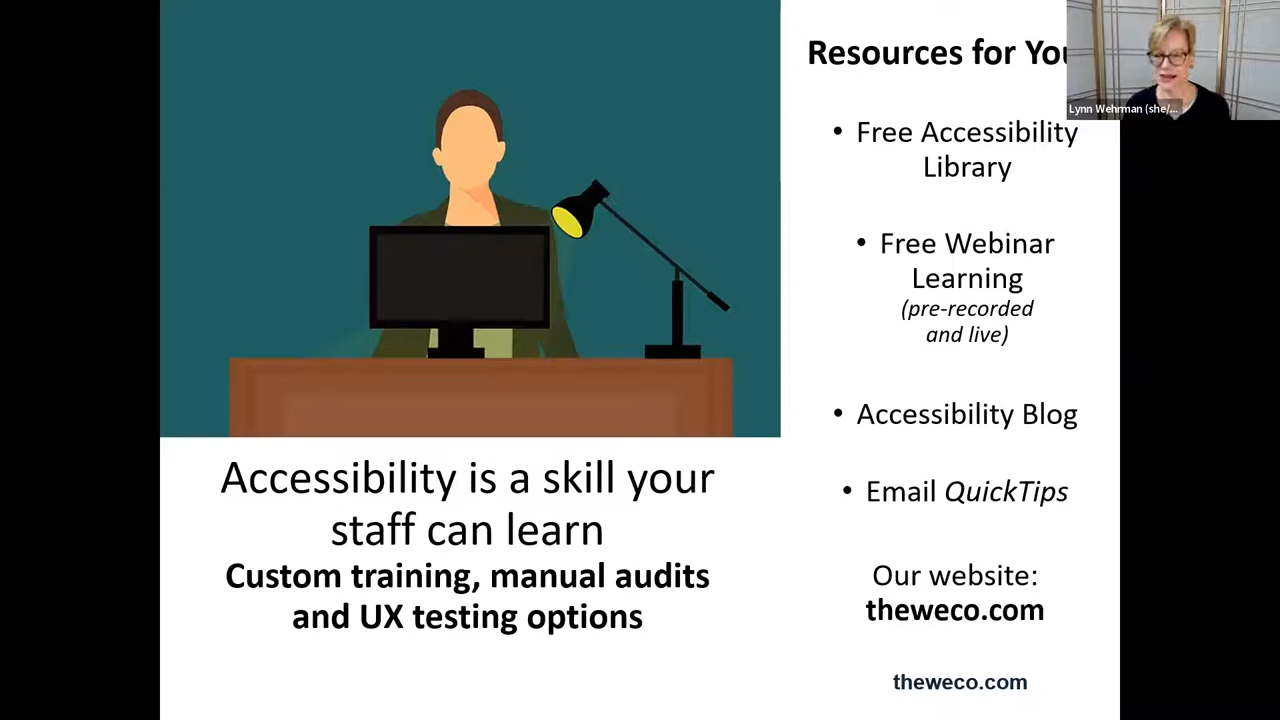 Resources for You
Lynn Wehrman (she/...
• Free Accessibility
Library
• Free Webinar
Learning
(pre-recorded
and live)
• Accessibility Blog
• Email QuickTips
Our website:
theweco.com
theweco.com
Accessibility is a skill your
staff can learn
Custom training, manual audits
and UX testing options